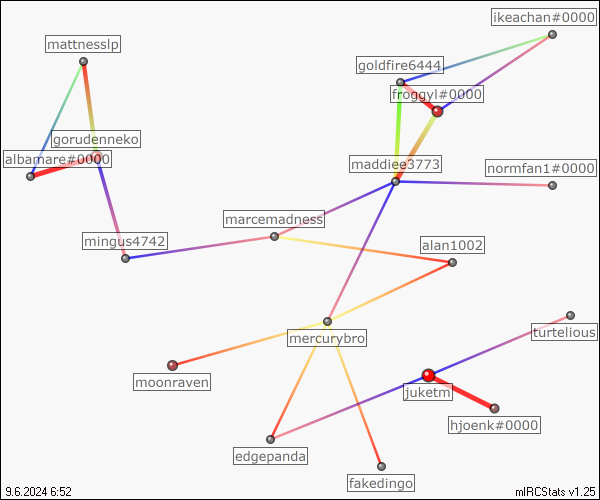 ikeachan#0000
mattnesslp
goldfire6444
froggyl#0000
gorudenneko
albamare#0000
maddiee3773
normfan1#0000
marcemadness
mingus4742
alan1002
mercurybro
turtelious
moonraven
juketm
hjoenk#0000
edgepanda
fakedingo
9.6.2024 6:52
mIRCStats v1.25